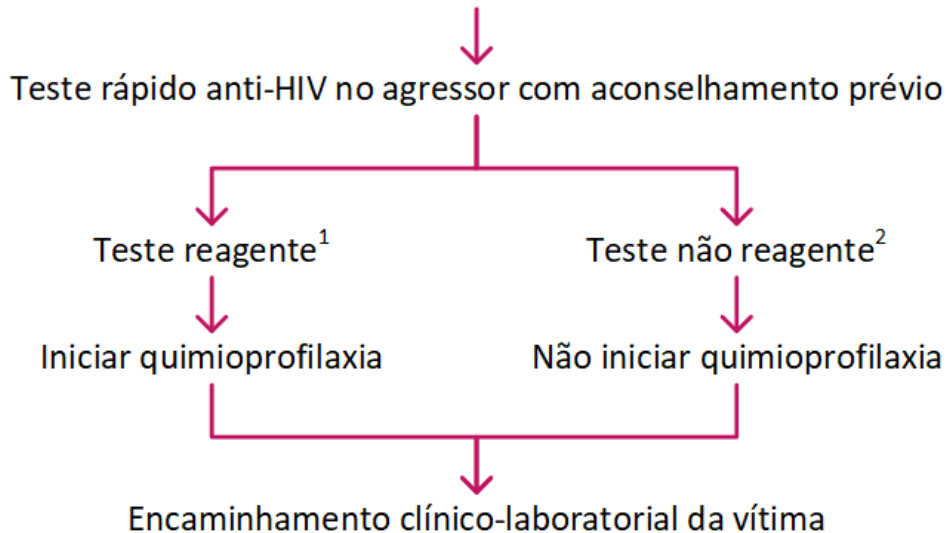 Teste rápido anti-HIV no agressor com aconselhamento prévio
Teste reagente¹
Teste não reagente²
Iniciar quimioprofilaxia
Não iniciar quimioprofilaxia
Encaminhamento clínico-laboratorial da vítima